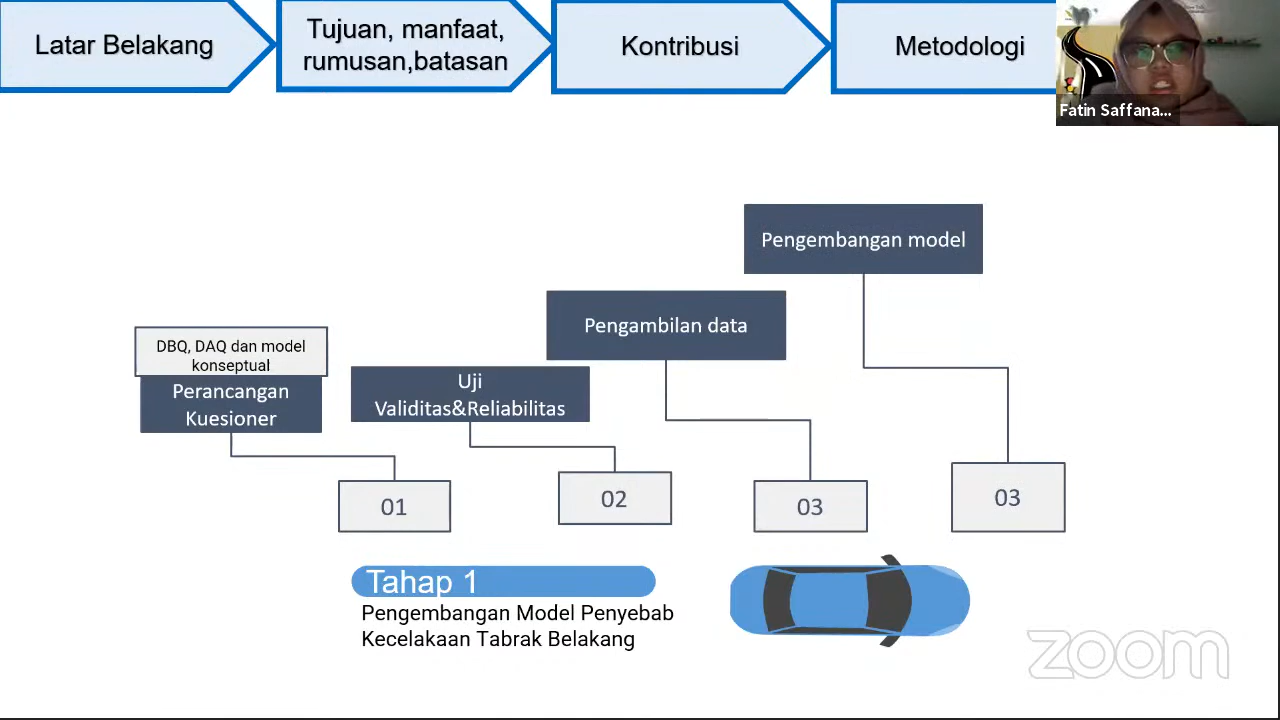 Latar Belakang
Tujuan, manfaat,
rumusan,batasan
Kontribusi
Metodologi
Fatin Saffana...
Pengembangan model
Pengambilan data
DBQ, DAQ dan model
konseptual
Perancangan
Kuesioner
Uji
Validitas&Reliabilitas
01
02
03
03
Tahap 1
Pengembangan Model Penyebab
Kecelakaan Tabrak Belakang
zoom